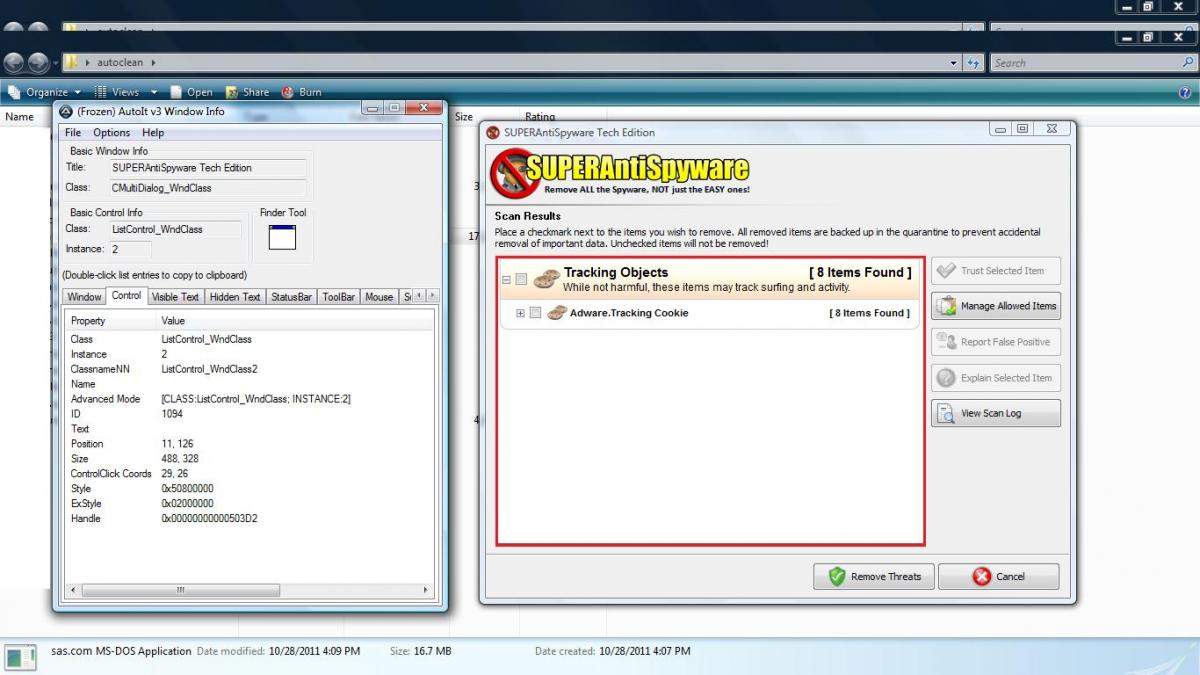 autoclean
autoclean
Search
Organize Views Open Share Burn
Name
Size
Rating
(Frozen) AutoIt v3 Window Info
File Options Help
Basic Window Info
Title: SUPERAntiSpyware Tech Edition
Class: CMultiDialog_WndClass
Basic Control Info
Class: ListControl_WndClass
Instance: 2
Finder Tool
(Double-click list entries to copy to clipboard)
Window Control Visible Text Hidden Text StatusBar ToolBar Mouse
Property Value
Class ListControl_WndClass
Instance 2
ClassnameNN ListControl_WndClass2
Name
Advanced Mode [CLASS:ListControl_WndClass; INSTANCE:2]
ID 1094
Text
Position 11, 126
Size 488, 328
ControlClick Coords 29, 26
Style 0x50800000
ExStyle 0x02000000
Handle 0x00000000000503D2
3
17
4
SUPERAntiSpyware Tech Edition
SUPERAntiSpyware
Remove ALL the Spyware, NOT just the EASY ones!
Scan Results
Place a checkmark next to the items you wish to remove. All removed items are backed up in the quarantine to prevent accidental
removal of important data. Unchecked items will not be removed!
Tracking Objects [ 8 Items Found ]
While not harmful, these items may track surfing and activity.
Adware.Tracking Cookie [ 8 Items Found ]
Trust Selected Item
Manage Allowed Items
Report False Positive
Explain Selected Item
View Scan Log
Remove Threats Cancel
sas.com MS-DOS Application Date modified: 10/28/2011 4:09 PM Size: 16.7 MB Date created: 10/28/2011 4:07 PM